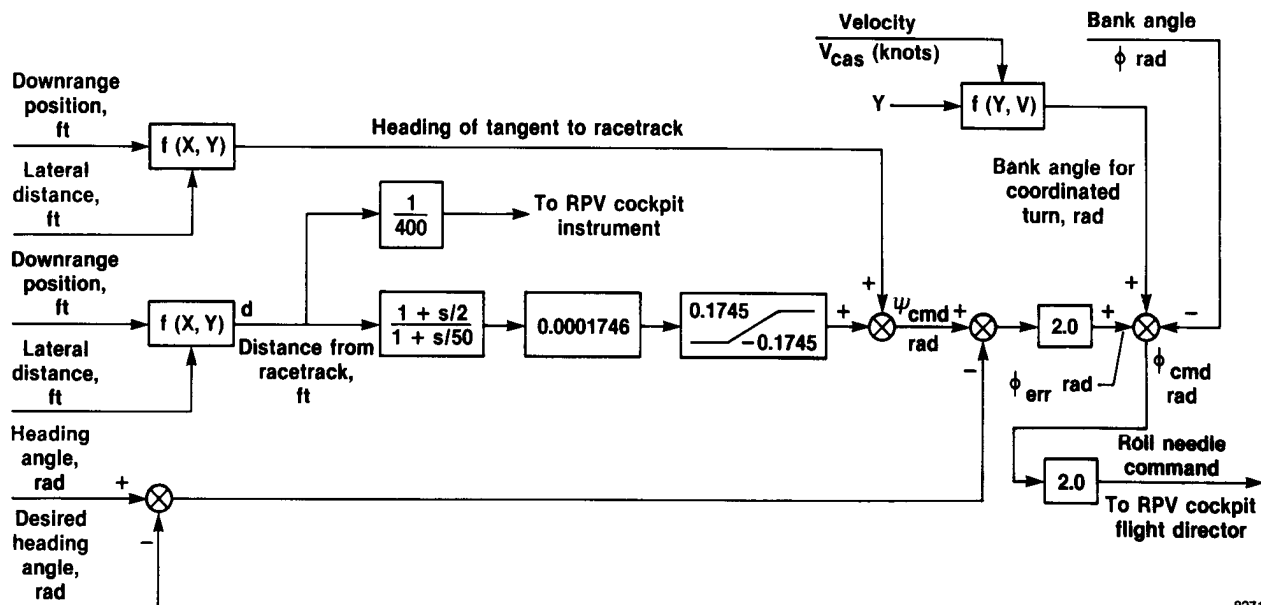 Velocity
V_cas (knots)
Bank angle
ϕ rad
Y
f (Y, V)
Downrange
position,
ft
f (X, Y)
Heading of tangent to racetrack
Lateral
distance,
ft
Bank angle for
coordinated
turn, rad
1
400
To RPV cockpit
instrument
Downrange
position,
ft
f (X, Y)
d
Distance from
racetrack,
ft
Lateral
distance,
ft
1 + s/2
1 + s/50
0.0001746
0.1745
−0.1745
+
+
ψ_cmd
rad
+
−
2.0
+
+
−
ϕ_err rad
ϕ_cmd
rad
Heading
angle,
rad
+
Desired
heading
angle,
rad
−
2.0
Roll needle
command
To RPV cockpit
flight director